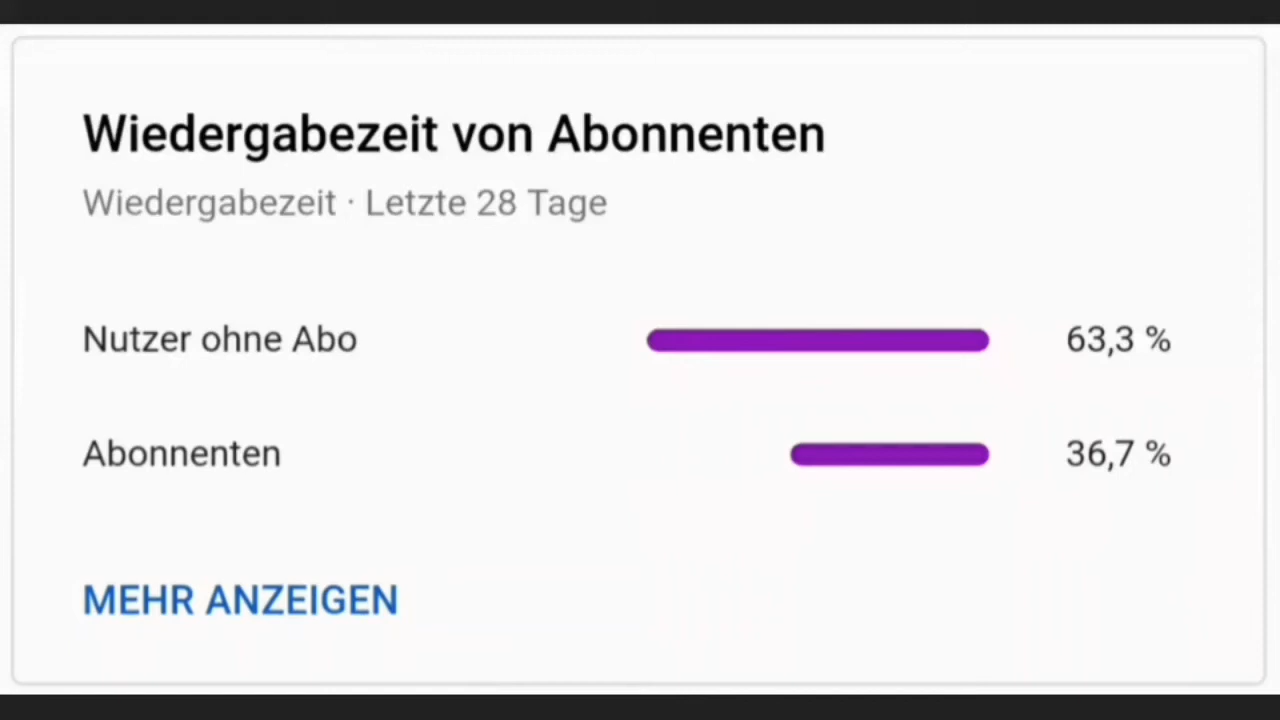 Wiedergabezeit von Abonnenten
Wiedergabezeit · Letzte 28 Tage
Nutzer ohne Abo 63,3 %
Abonnenten 36,7 %
MEHR ANZEIGEN